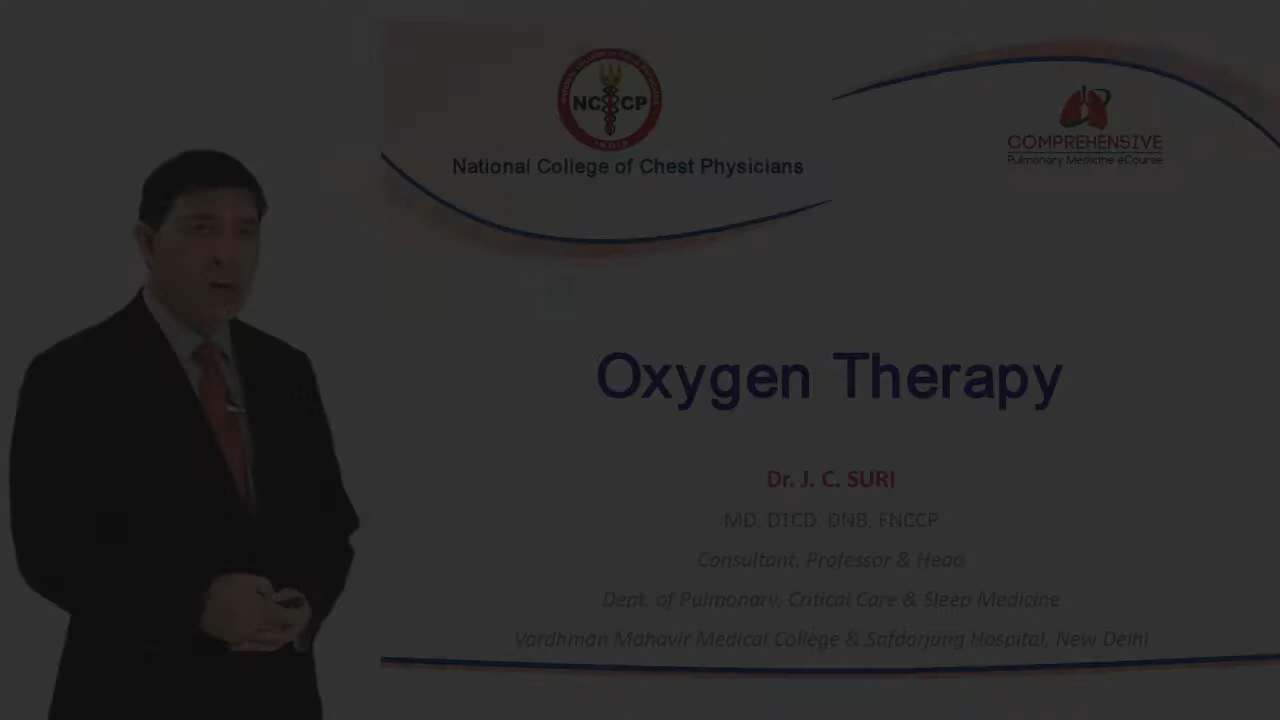 NCCP
INDIA
National College of Chest Physicians
COMPREHENSIVE
Pulmonary Medicine eCourse
Oxygen Therapy
Dr. J. C. SURI
MD, DTCD, DNB, FNCCP
Consultant, Professor & Head
Dept. of Pulmonary, Critical Care & Sleep Medicine
Vardhman Mahavir Medical College & Safdarjung Hospital, New Delhi